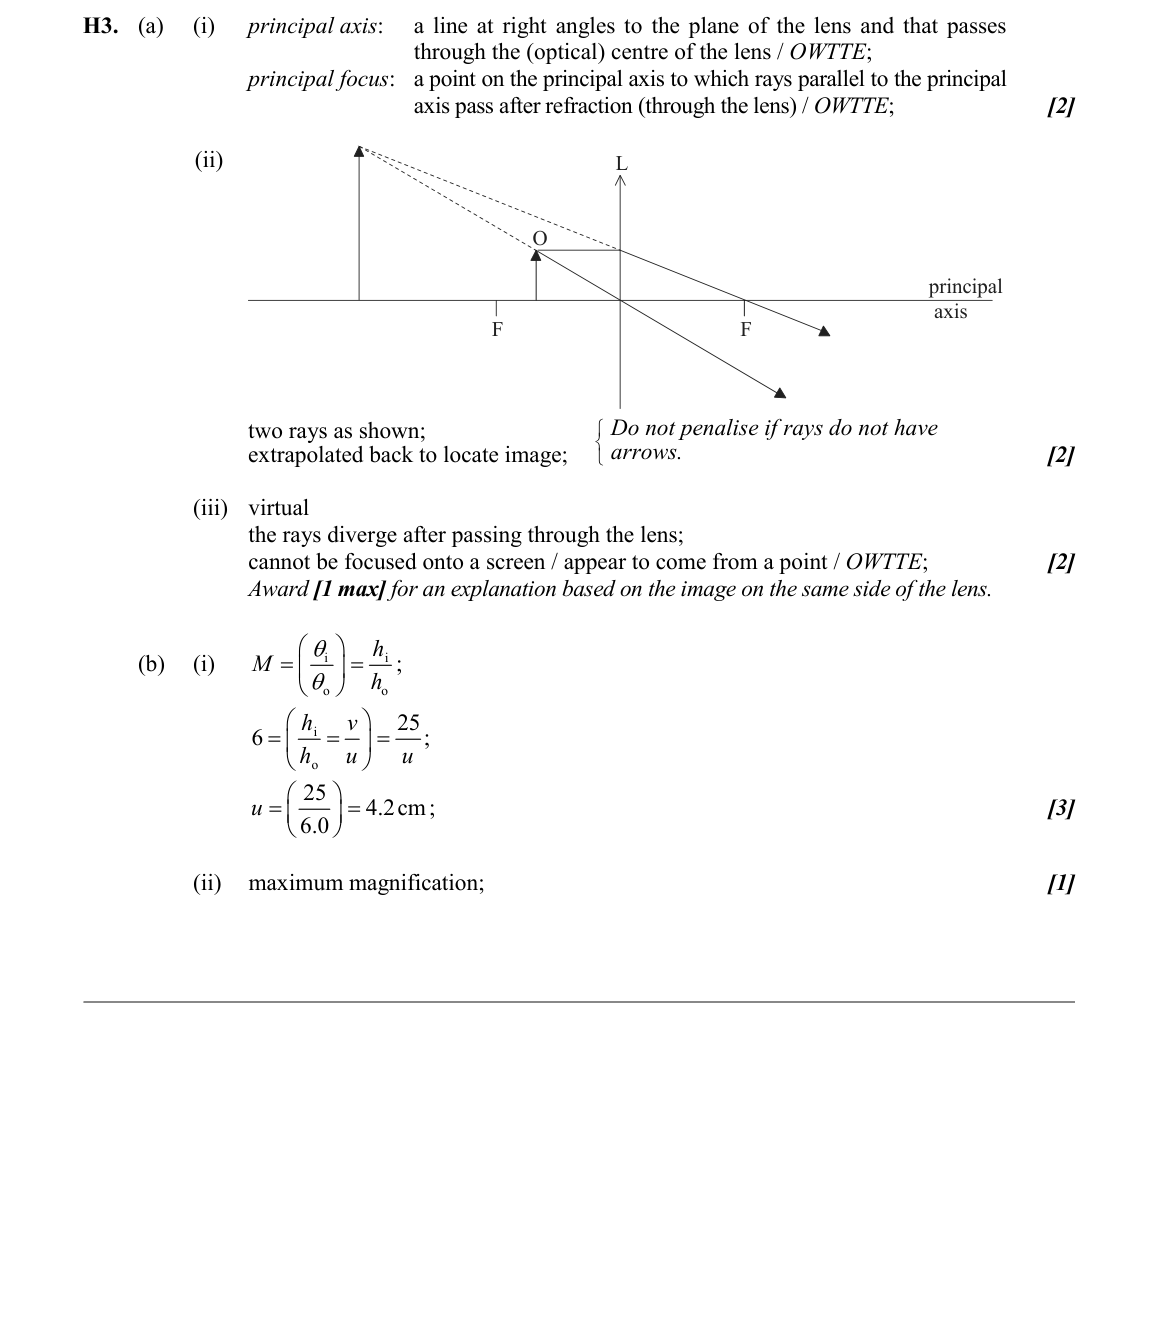 H3. (a) (i) principal axis: a line at right angles to the plane of the lens and that passes
through the (optical) centre of the lens / OWTTE;
principal focus: a point on the principal axis to which rays parallel to the principal
axis pass after refraction (through the lens) / OWTTE; [2]
(ii)
L
O
principal
axis
F F
two rays as shown; { Do not penalise if rays do not have
extrapolated back to locate image; arrows. [2]
(iii) virtual
the rays diverge after passing through the lens;
cannot be focused onto a screen / appear to come from a point / OWTTE; [2]
Award [1 max] for an explanation based on the image on the same side of the lens.
(b) (i) M = (θi/θo) = hi/ho;
6 = (hi/ho = v/u) = 25/u;
u = (25/6.0) = 4.2 cm; [3]
(ii) maximum magnification; [1]